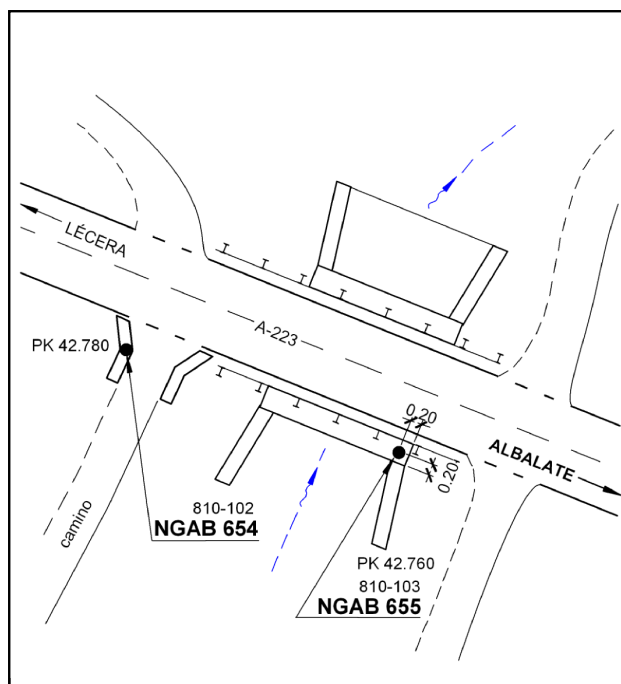 LÉCERA
A-223
PK 42.780
0.20
ALBALATE
0.20
810-102
NGAB 654
camino
PK 42.760
810-103
NGAB 655